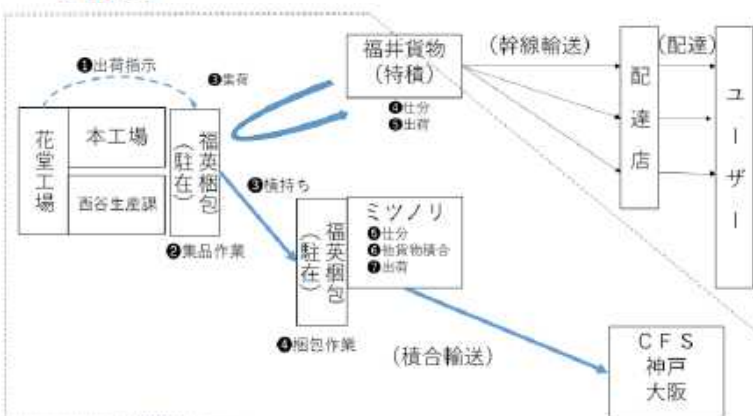 ❶出荷指示
❸集荷
福井貨物
(特積)
(幹線輸送)
(配達)
❹仕分
❺出荷
花堂工場
本工場
西谷生産課
福英梱包
(駐在)
❷集品作業
❸横持ち
福英梱包
(駐在)
ミツノリ
❺仕分
❻他貨物積合
❼出荷
❹梱包作業
(積合輸送)
配達店
ユーザー
CFS
神戸
大阪